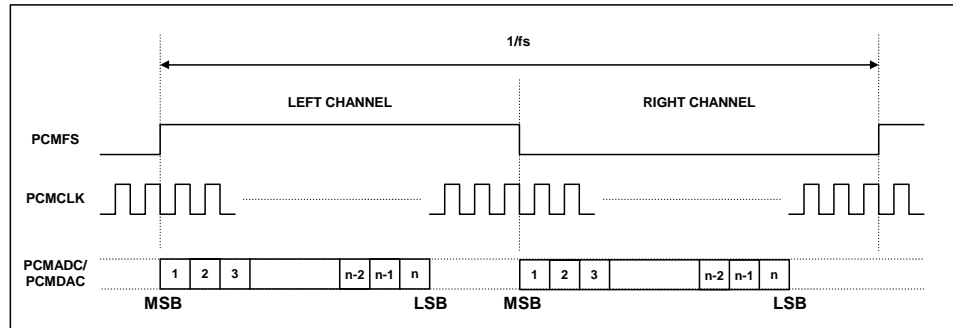 1/fs
LEFT CHANNEL RIGHT CHANNEL
PCMFS
PCMCLK
PCMADC/
PCMDAC
1 2 3 n-2 n-1 n 1 2 3 n-2 n-1 n
MSB LSB MSB LSB